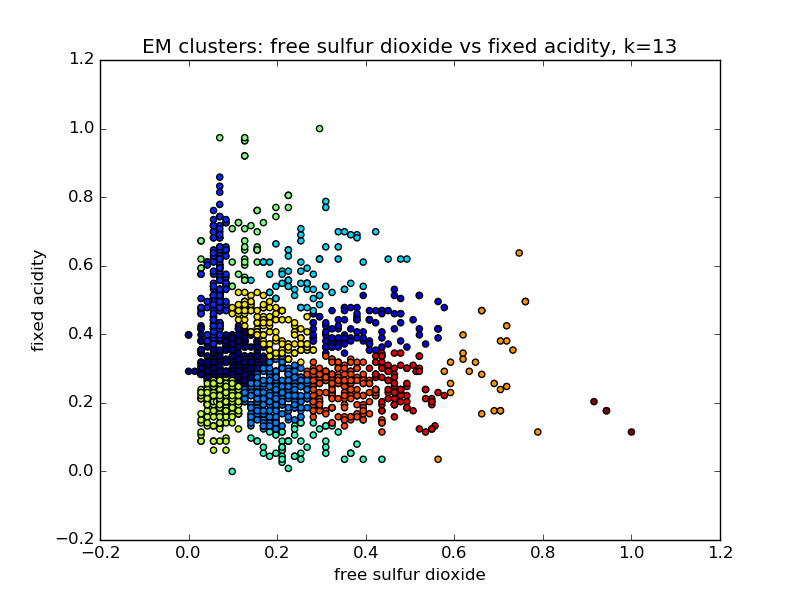 EM clusters: free sulfur dioxide vs fixed acidity, k=13
1.2
1.0
0.8
0.6
0.4
0.2
0.0
−0.2
fixed acidity
−0.2 0.0 0.2 0.4 0.6 0.8 1.0 1.2
free sulfur dioxide